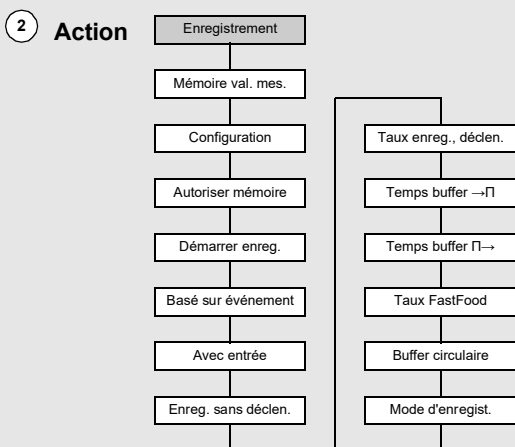 2 Action
Enregistrement
Mémoire val. mes.
Configuration
Autoriser mémoire
Démarrer enreg.
Basé sur événement
Avec entrée
Enreg. sans déclen.
Taux enreg., déclen.
Temps buffer →Π
Temps buffer Π→
Taux FastFood
Buffer circulaire
Mode d'enregist.